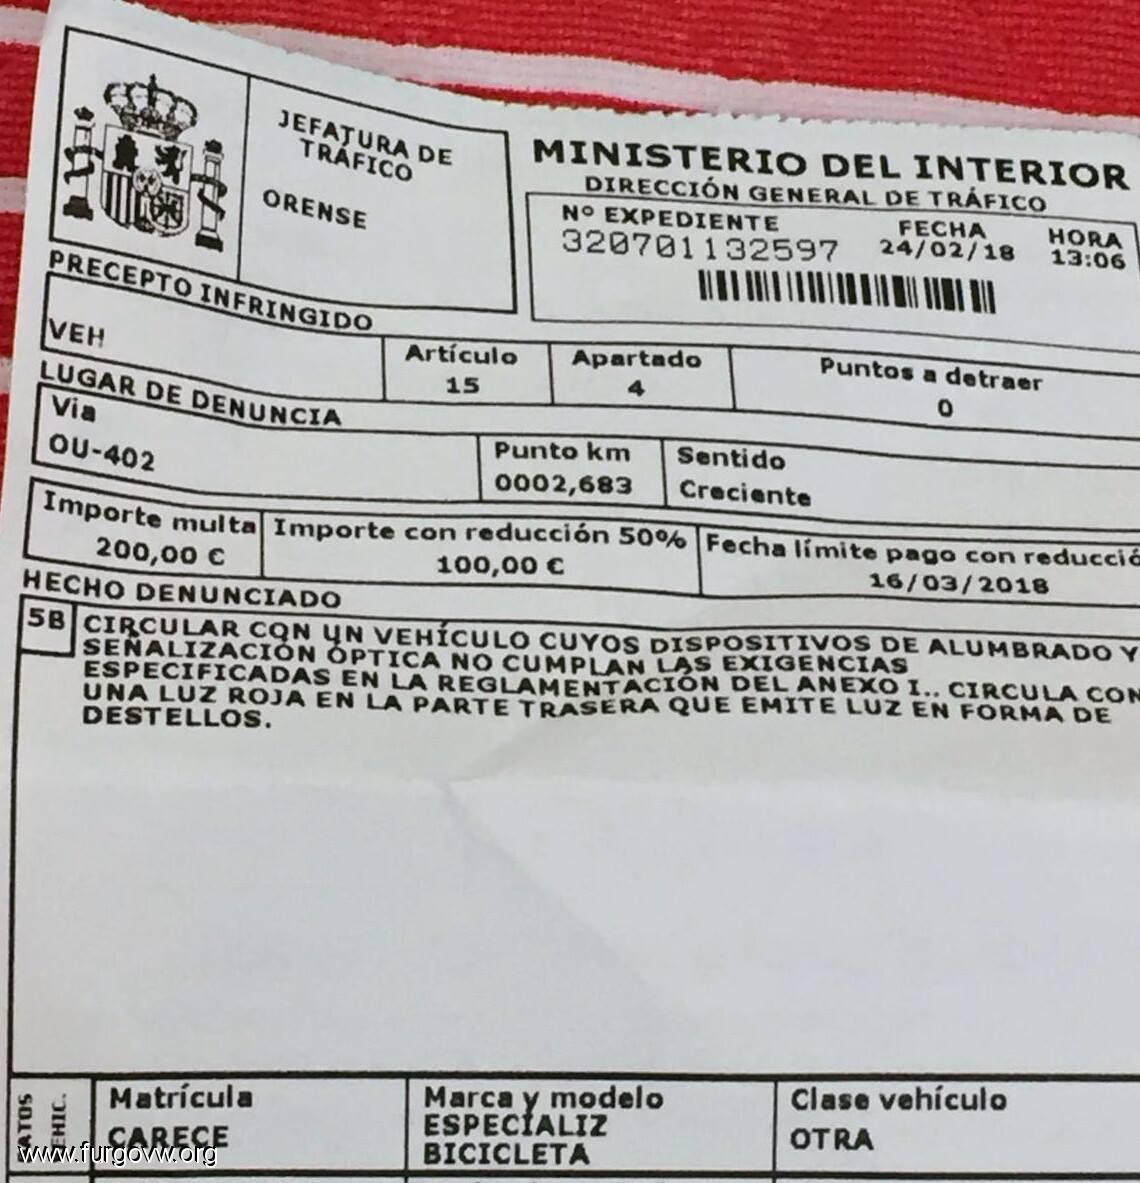 JEFATURA DE
TRÁFICO
ORENSE
MINISTERIO DEL INTERIOR
DIRECCIÓN GENERAL DE TRÁFICO
Nº EXPEDIENTE FECHA HORA
320701132597 24/02/18 13:06
PRECEPTO INFRINGIDO
VEH
Artículo Apartado Puntos a detraer
15 4 0
LUGAR DE DENUNCIA
Via Punto km Sentido
OU-402 0002,683 Creciente
Importe multa Importe con reducción 50% Fecha límite pago con reducció
200,00 € 100,00 € 16/03/2018
HECHO DENUNCIADO
5B CIRCULAR CON UN VEHÍCULO CUYOS DISPOSITIVOS DE ALUMBRADO Y
SEÑALIZACIÓN ÓPTICA NO CUMPLAN LAS EXIGENCIAS
ESPECIFICADAS EN LA REGLAMENTACIÓN DEL ANEXO I.. CIRCULA CON
UNA LUZ ROJA EN LA PARTE TRASERA QUE EMITE LUZ EN FORMA DE
DESTELLOS.
ATOS
EHIC.
Matrícula Marca y modelo Clase vehículo
CARECE ESPECIALIZ OTRA
BICICLETA
www.furgovw.org